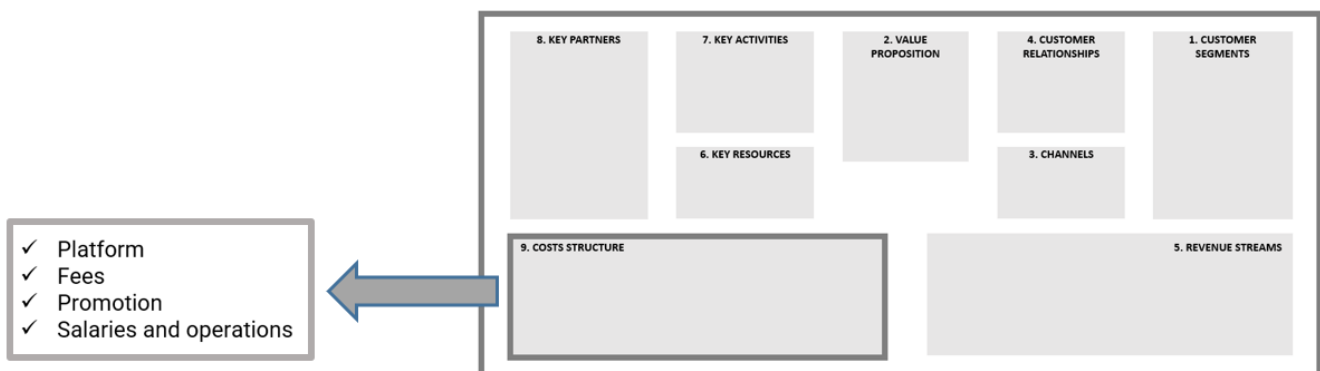 8. KEY PARTNERS
7. KEY ACTIVITIES
2. VALUE
PROPOSITION
4. CUSTOMER
RELATIONSHIPS
1. CUSTOMER
SEGMENTS
6. KEY RESOURCES
3. CHANNELS
9. COSTS STRUCTURE
5. REVENUE STREAMS
✓ Platform
✓ Fees
✓ Promotion
✓ Salaries and operations